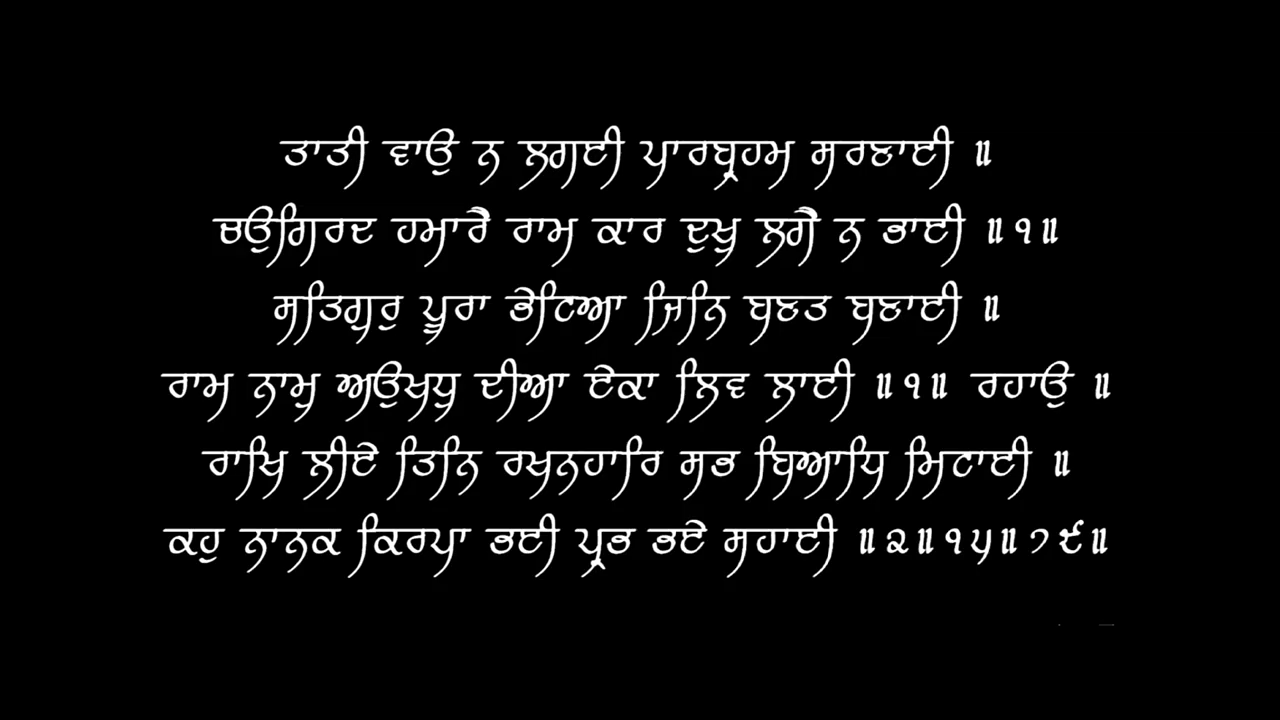 ਤਾਤੀ ਵਾਉ ਨ ਲਗਈ ਪਾਰਬ੍ਰਹਮ ਸਰਣਾਈ ॥
ਚਉਗਿਰਦ ਹਮਾਰੈ ਰਾਮ ਕਾਰ ਦੁਖੁ ਲਗੈ ਨ ਭਾਈ ॥੧॥
ਸਤਿਗੁਰੁ ਪੂਰਾ ਭੇਟਿਆ ਜਿਨਿ ਬਣਤ ਬਣਾਈ ॥
ਰਾਮ ਨਾਮੁ ਅਉਖਧੁ ਦੀਆ ਏਕਾ ਲਿਵ ਲਾਈ ॥੧॥ ਰਹਾਉ ॥
ਰਾਖਿ ਲੀਏ ਤਿਨਿ ਰਖਨਹਾਰਿ ਸਭ ਬਿਆਧਿ ਮਿਟਾਈ ॥
ਕਹੁ ਨਾਨਕ ਕਿਰਪਾ ਭਈ ਪ੍ਰਭ ਭਏ ਸਹਾਈ ॥੨॥੧੫॥੭੯॥